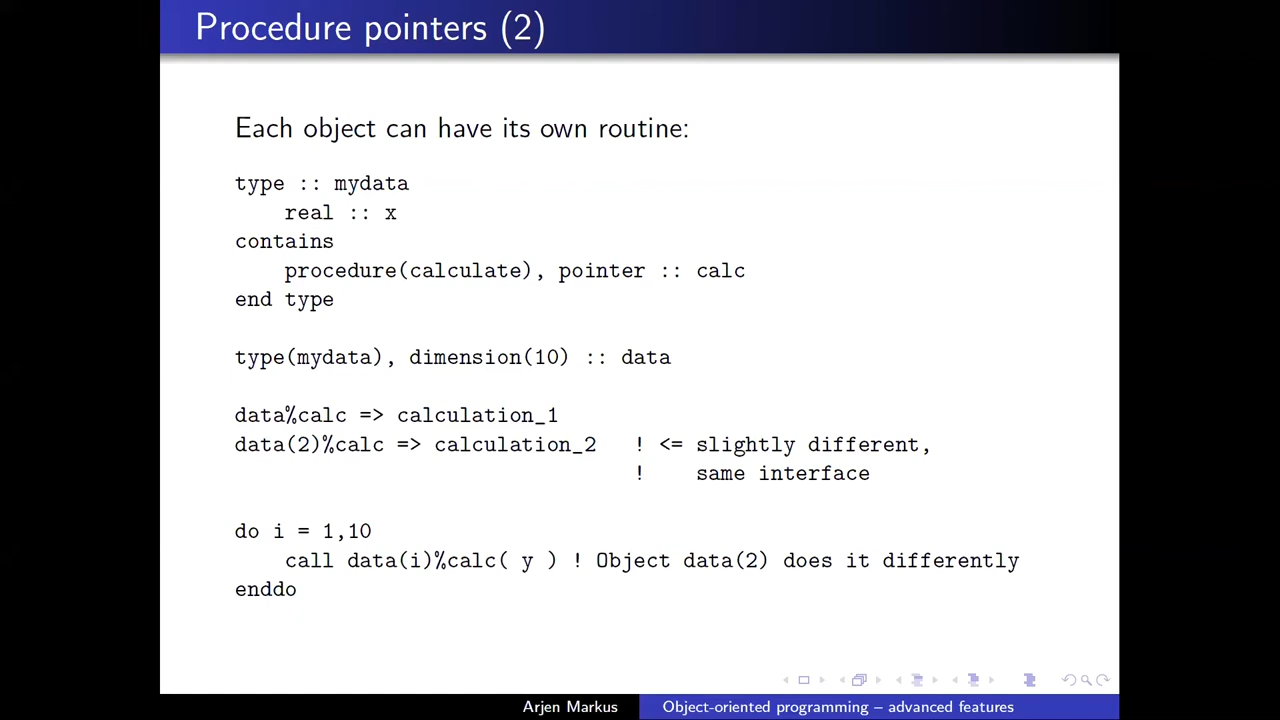 Procedure pointers (2)
Each object can have its own routine:
type :: mydata
real :: x
contains
procedure(calculate), pointer :: calc
end type
type(mydata), dimension(10) :: data
data%calc => calculation_1
data(2)%calc => calculation_2 ! <= slightly different,
! same interface
do i = 1,10
call data(i)%calc( y ) ! Object data(2) does it differently
enddo
Arjen Markus Object-oriented programming – advanced features